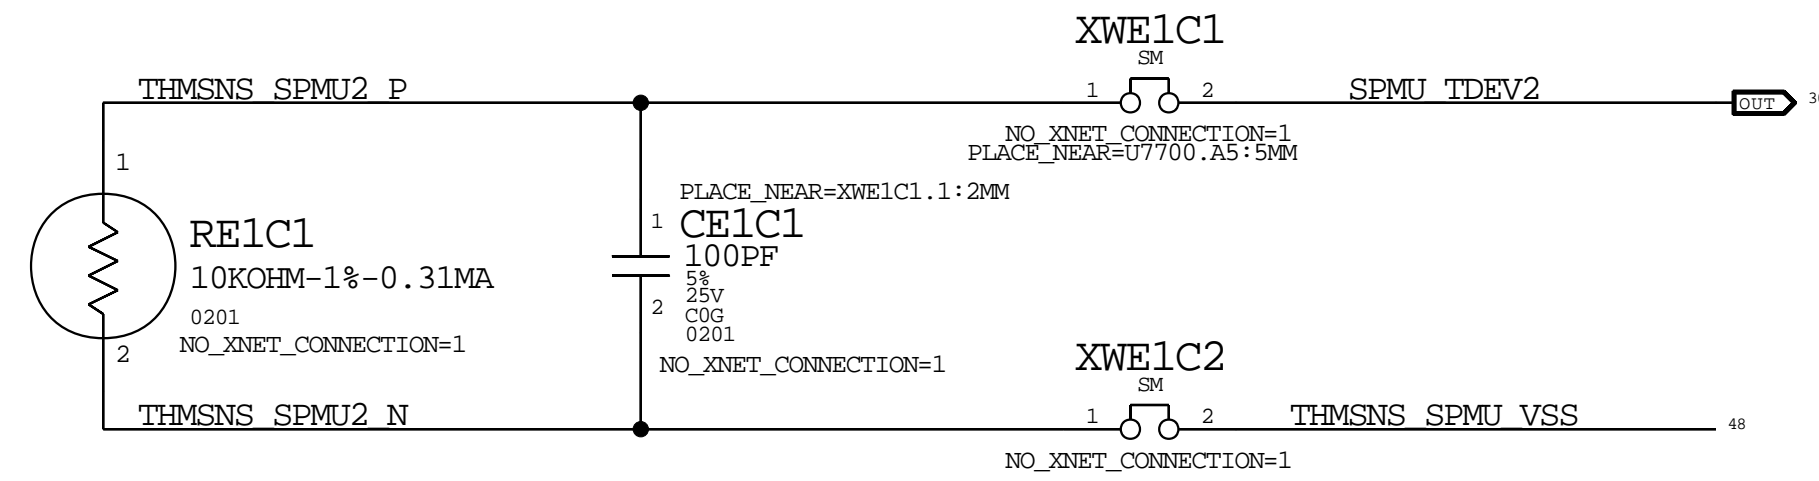 XWE1C1
SM
THMSNS_SPMU2_P
1
2
SPMU_TDEV2
OUT
NO_XNET_CONNECTION=1
PLACE_NEAR=U7700.A5:5MM
1
PLACE_NEAR=XWE1C1.1:2MM
1
CE1C1
100PF
5%
25V
C0G
0201
2
NO_XNET_CONNECTION=1
RE1C1
10KOHM-1%-0.31MA
0201
NO_XNET_CONNECTION=1
2
XWE1C2
SM
THMSNS_SPMU2_N
1
2
THMSNS_SPMU_VSS
48
NO_XNET_CONNECTION=1